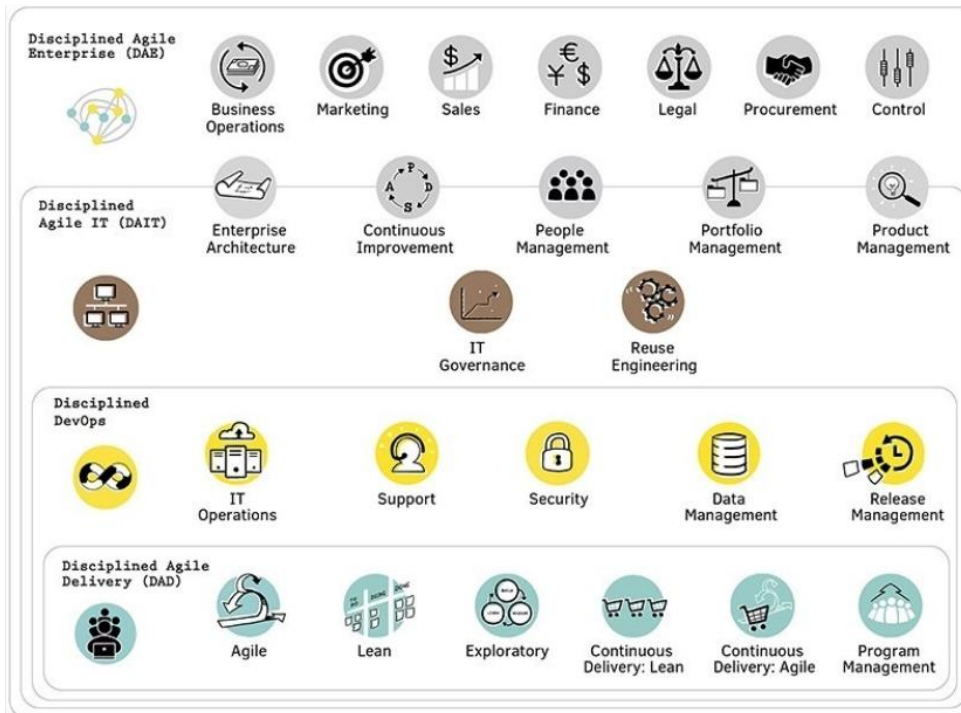 Disciplined Agile
Enterprise (DAE)
$
€
¥ $
Business
Operations
Marketing
Sales
Finance
Legal
Procurement
Control
Disciplined
Agile IT (DAIT)
P
A D
S
Enterprise
Architecture
Continuous
Improvement
People
Management
Portfolio
Management
Product
Management
IT
Governance
Reuse
Engineering
Disciplined
DevOps
IT
Operations
Support
Security
Data
Management
Release
Management
Disciplined Agile
Delivery (DAD)
DOING
DONE
Agile
Lean
Exploratory
Continuous
Delivery: Lean
Continuous
Delivery: Agile
Program
Management